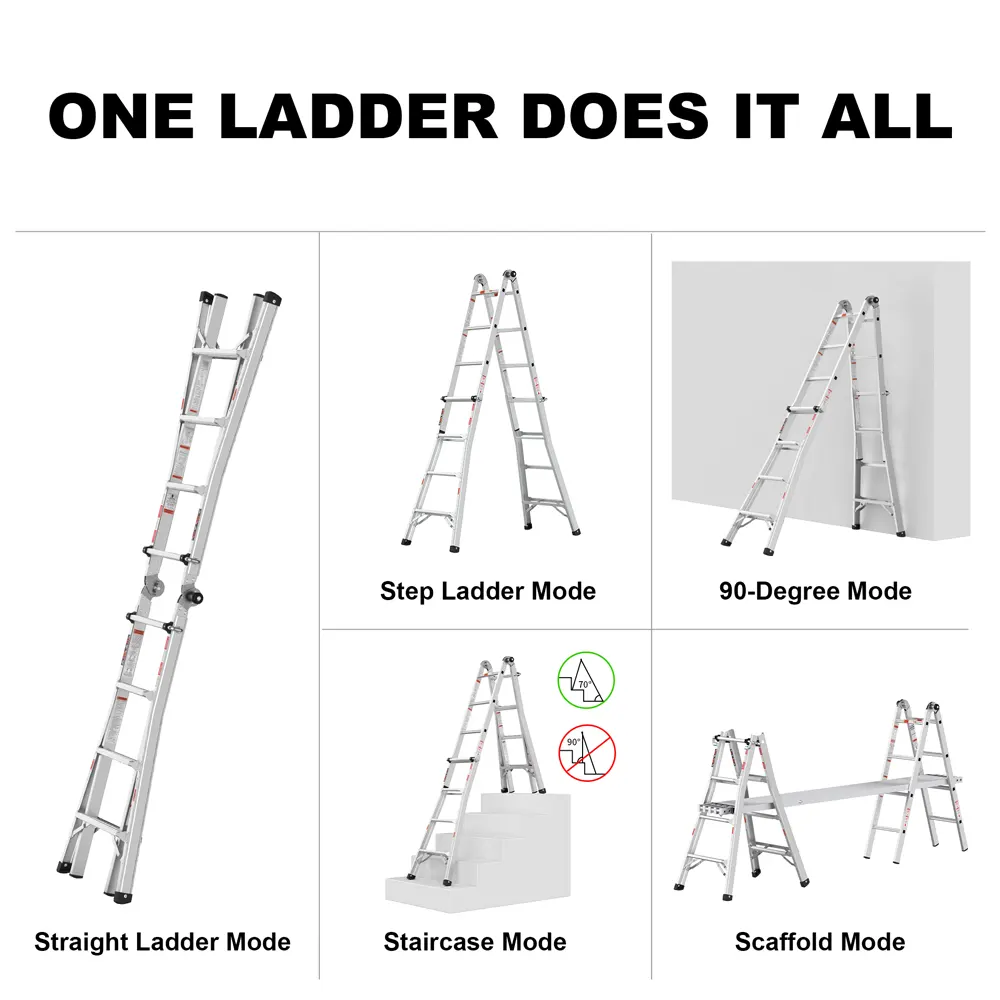 ONE LADDER DOES IT ALL
Step Ladder Mode
90-Degree Mode
70°
90°
Straight Ladder Mode
Staircase Mode
Scaffold Mode